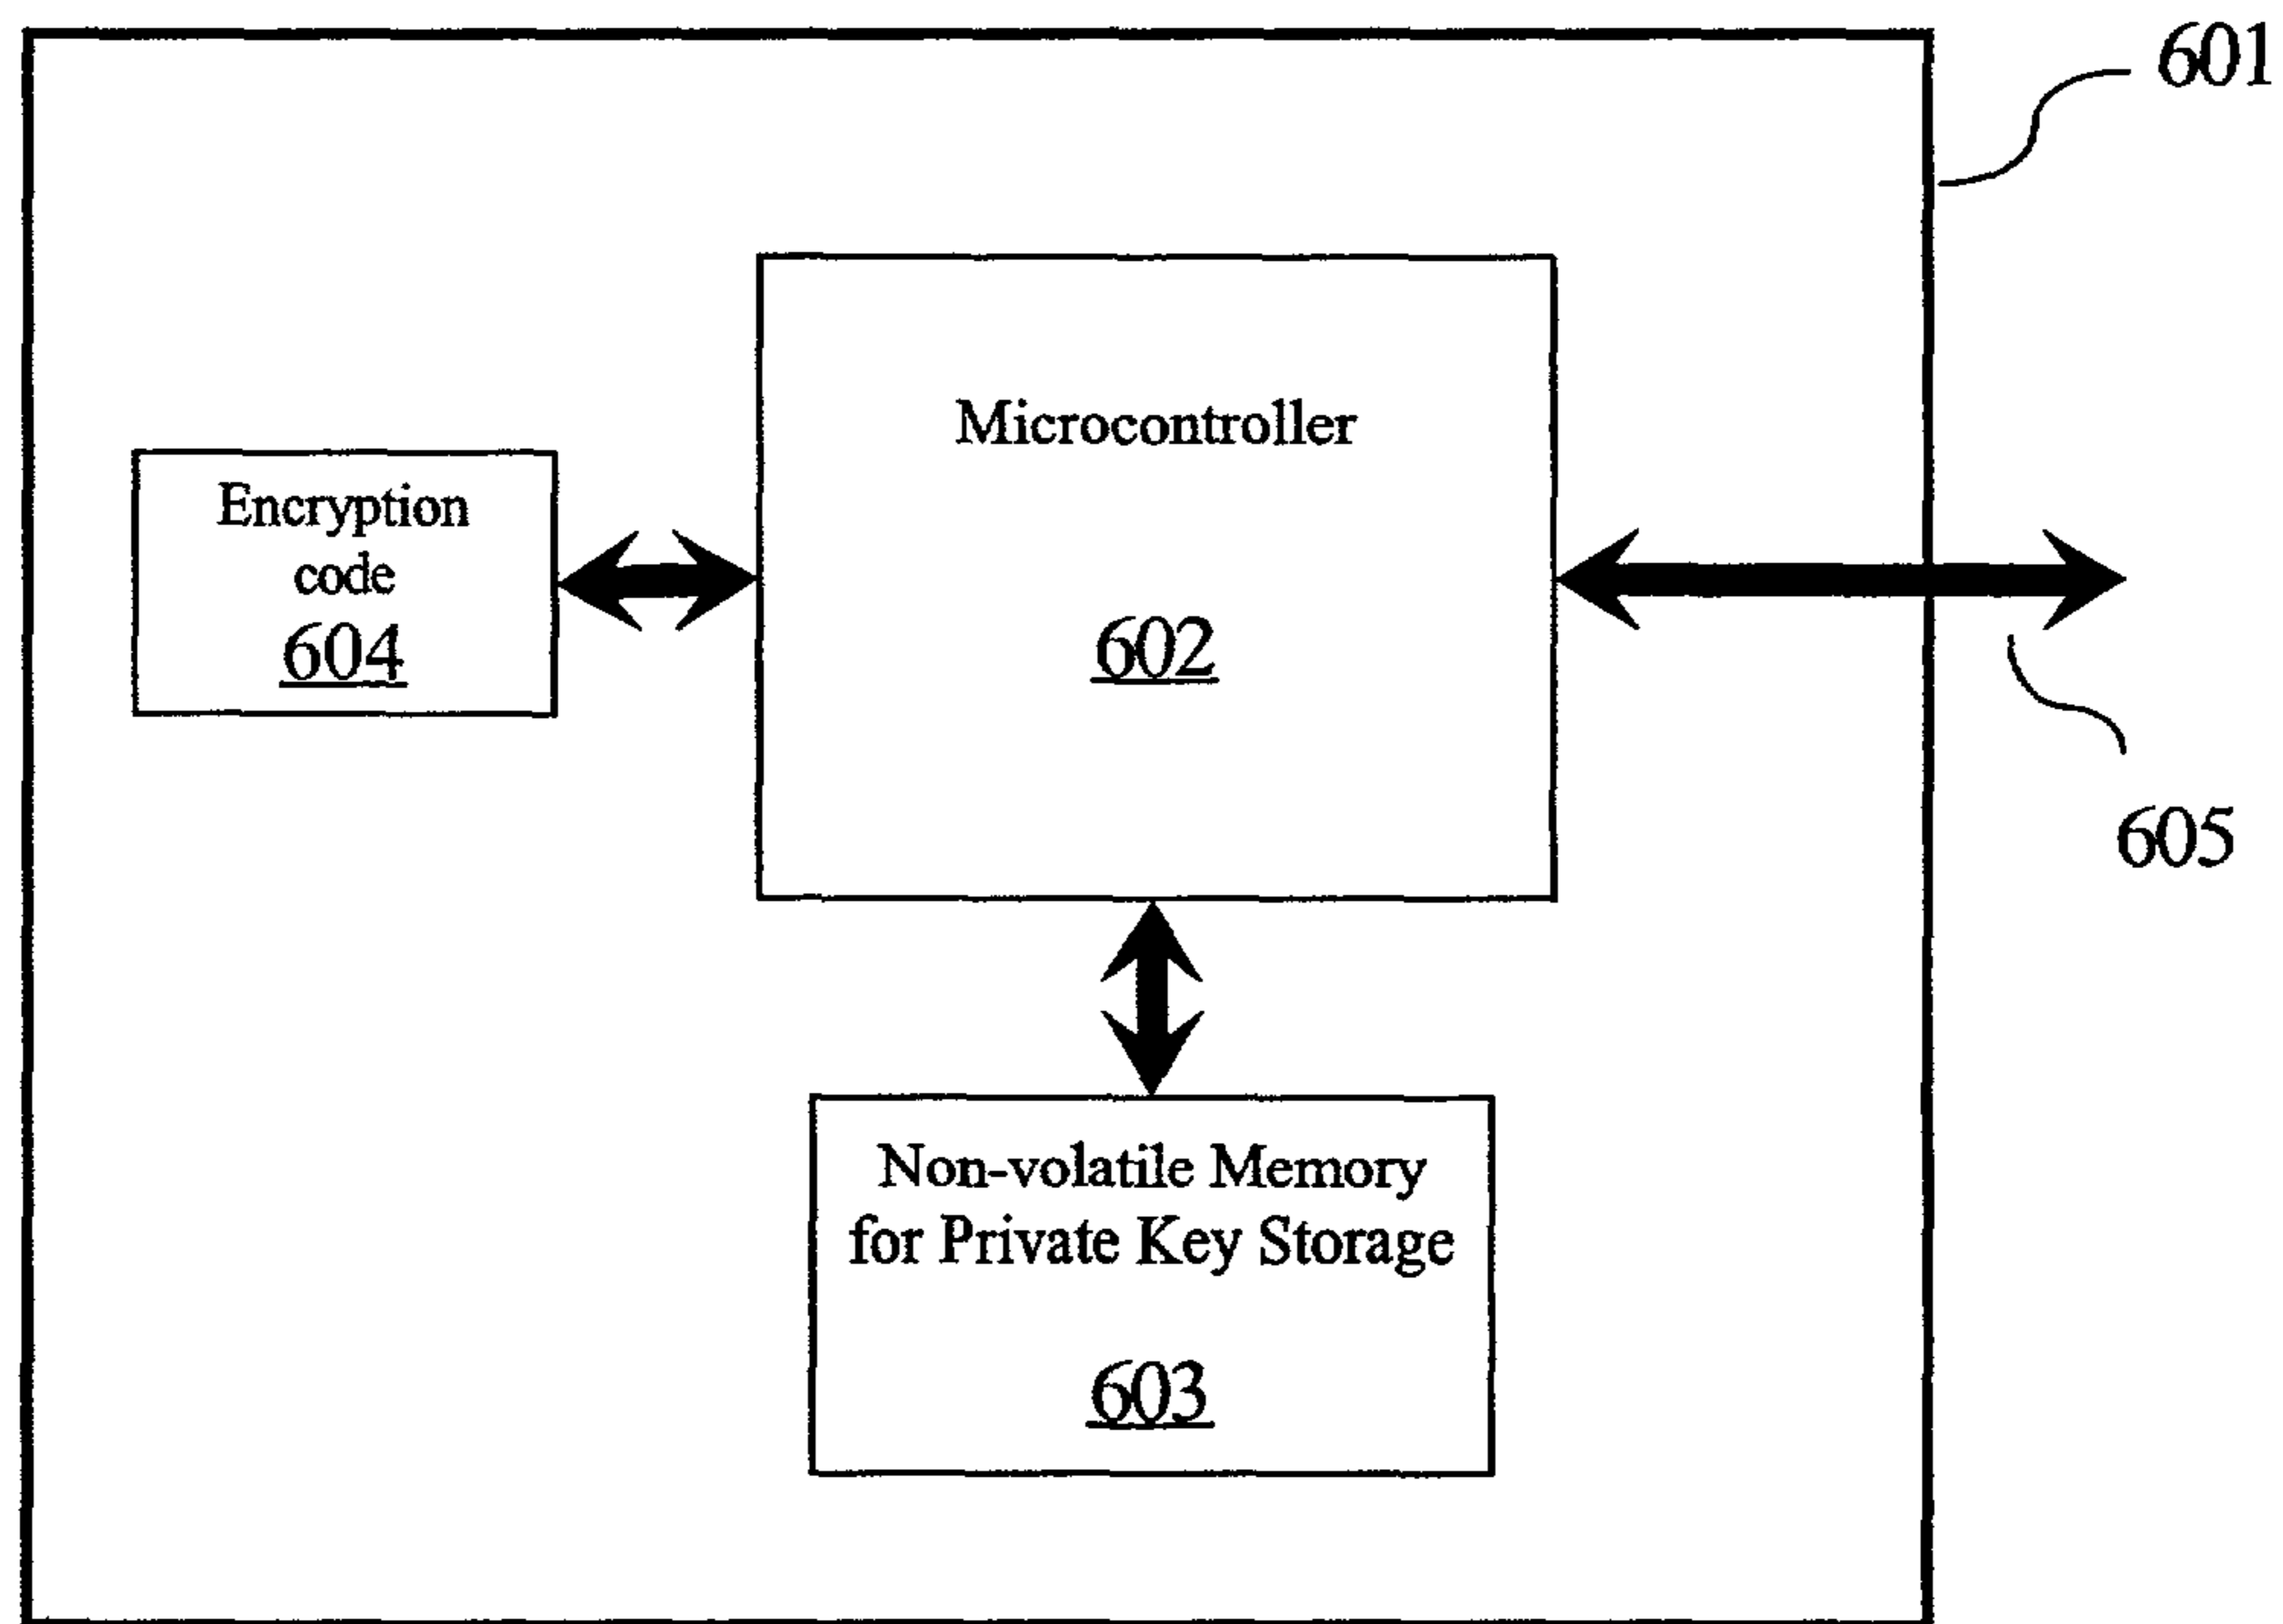 601
Microcontroller
602
Encryption
code
604
605
Non-volatile Memory
for Private Key Storage
603